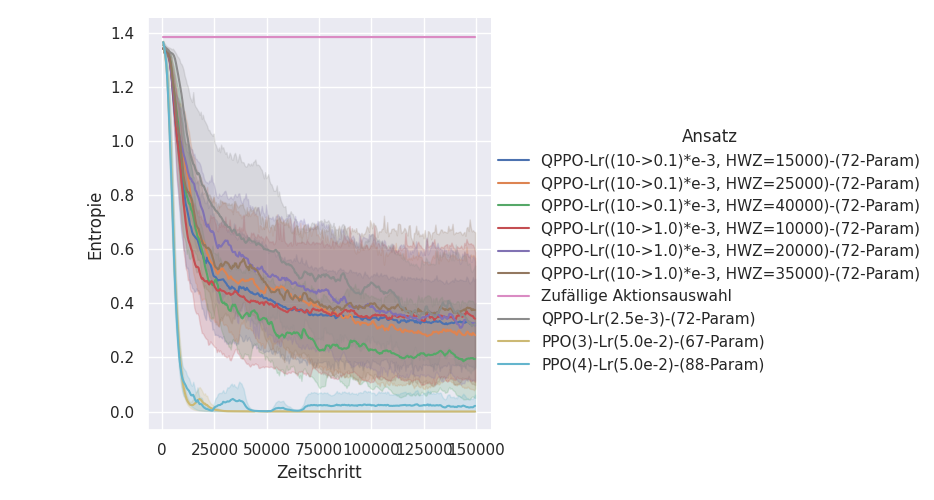 1.4
1.2
1.0
0.8
0.6
0.4
0.2
0.0
Entropie
0 25000 50000 75000 100000 125000 150000
Zeitschritt
Ansatz
QPPO-Lr((10->0.1)*e-3, HWZ=15000)-(72-Param)
QPPO-Lr((10->0.1)*e-3, HWZ=25000)-(72-Param)
QPPO-Lr((10->0.1)*e-3, HWZ=40000)-(72-Param)
QPPO-Lr((10->1.0)*e-3, HWZ=10000)-(72-Param)
QPPO-Lr((10->1.0)*e-3, HWZ=20000)-(72-Param)
QPPO-Lr((10->1.0)*e-3, HWZ=35000)-(72-Param)
Zufällige Aktionsauswahl
QPPO-Lr(2.5e-3)-(72-Param)
PPO(3)-Lr(5.0e-2)-(67-Param)
PPO(4)-Lr(5.0e-2)-(88-Param)